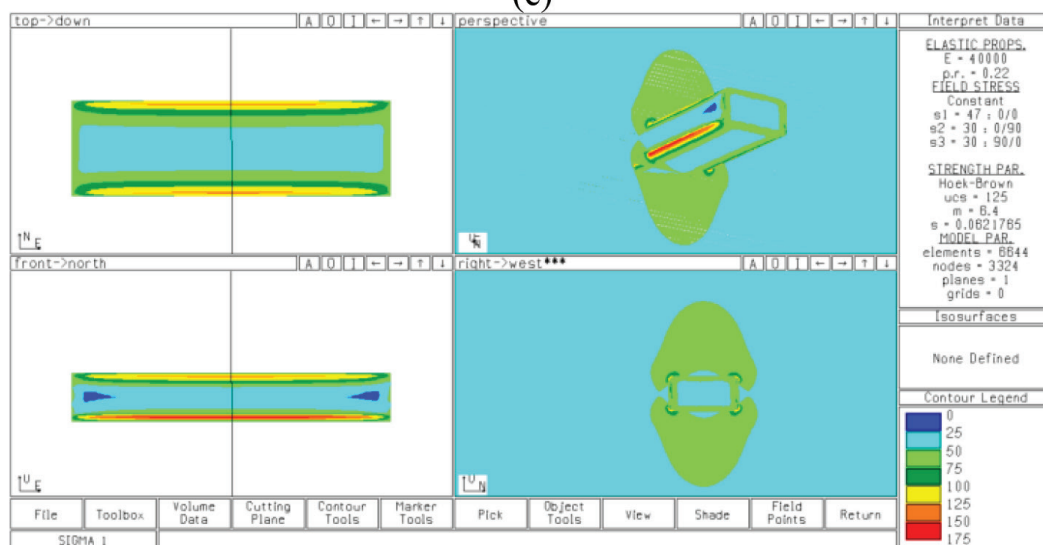 (c)
top->down
A O I ← → ↑ ↓
perspective
A O I ← → ↑ ↓
Interpret Data
ELASTIC PROPS.
E = 40000
p.r. = 0.22
FIELD STRESS
Constant
s1 = 47 : 0/0
s2 = 30 : 0/90
s3 = 30 : 90/0
STRENGTH PAR.
Hoek-Brown
ucs = 125
m = 6.4
s = 0.0621765
MODEL PAR.
elements = 6644
nodes = 3324
planes = 1
grids = 0
N E
front->north
A O I ← → ↑ ↓
right->west***
A O I ← → ↑ ↓
Isosurfaces
None Defined
Contour Legend
0
25
50
75
100
125
150
175
U E
U N
File
Toolbox
Volume Data
Cutting Plane
Contour Tools
Marker Tools
Pick
Object Tools
View
Shade
Field Points
Return
SIGMA 1